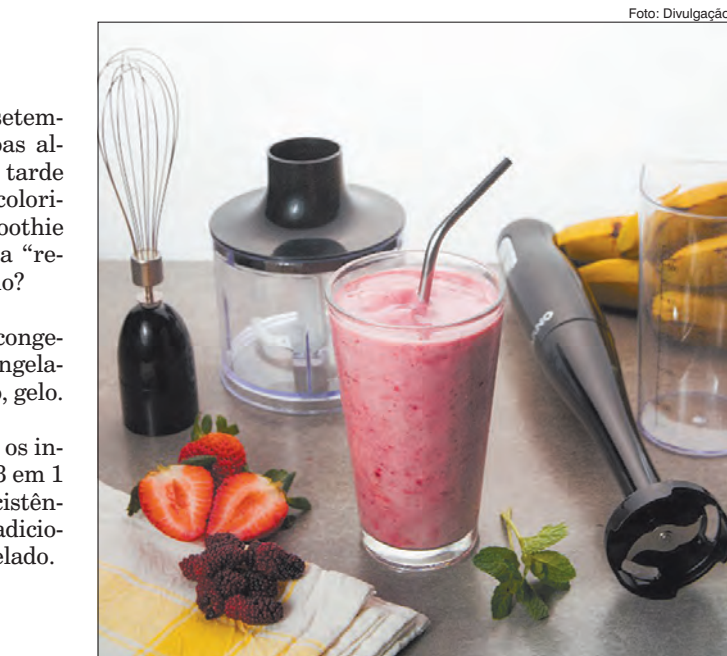 Foto: Divulgação
setem-
as al-
tarde
colori-
oothie
a “re-
o?
conge-
ngela-
, gelo.
os in-
3 em 1
cistên-
adicio-
elado.